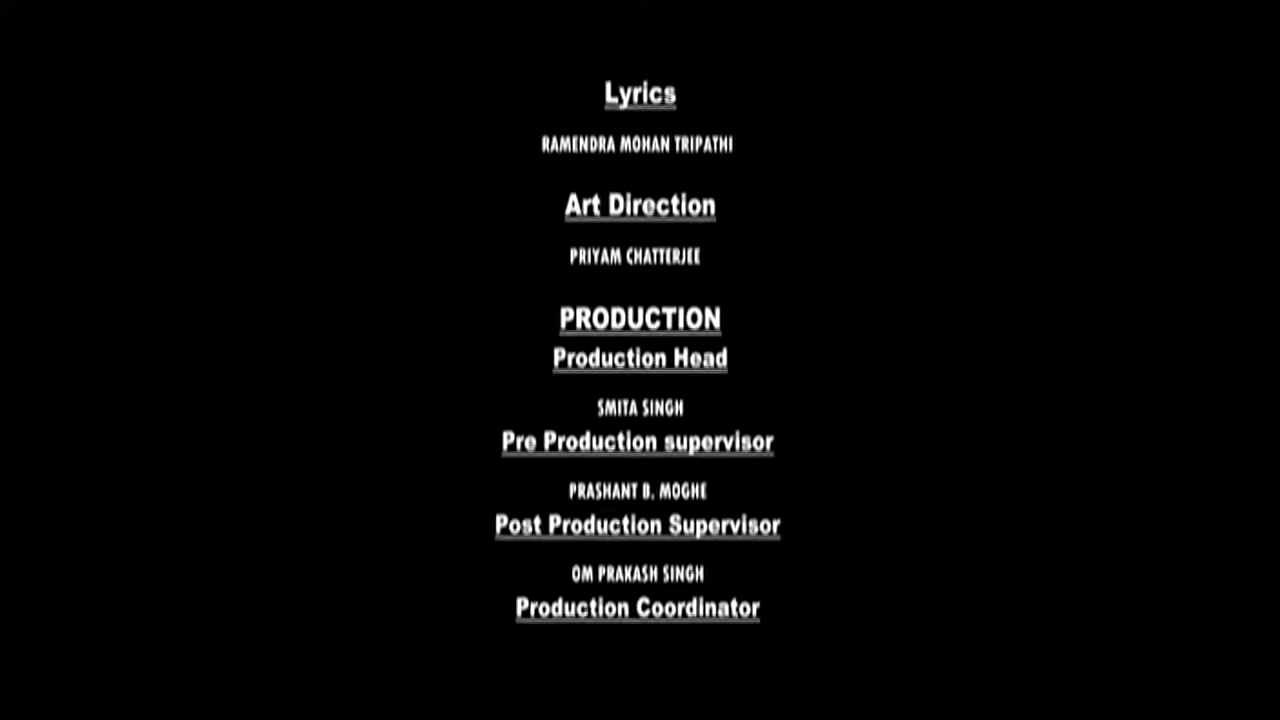 Lyrics
RAMENDRA MOHAN TRIPATHI
Art Direction
PRIYAM CHATTERJEE
PRODUCTION
Production Head
SMITA SINGH
Pre Production supervisor
PRASHANT B. MOGHE
Post Production Supervisor
OM PRAKASH SINGH
Production Coordinator